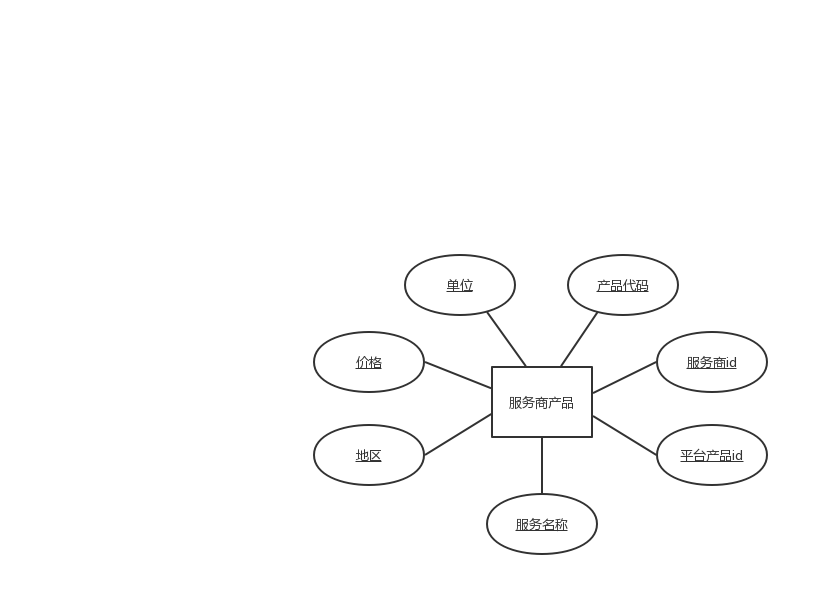 单位
产品代码
价格
服务商id
服务商产品
地区
平台产品id
服务名称